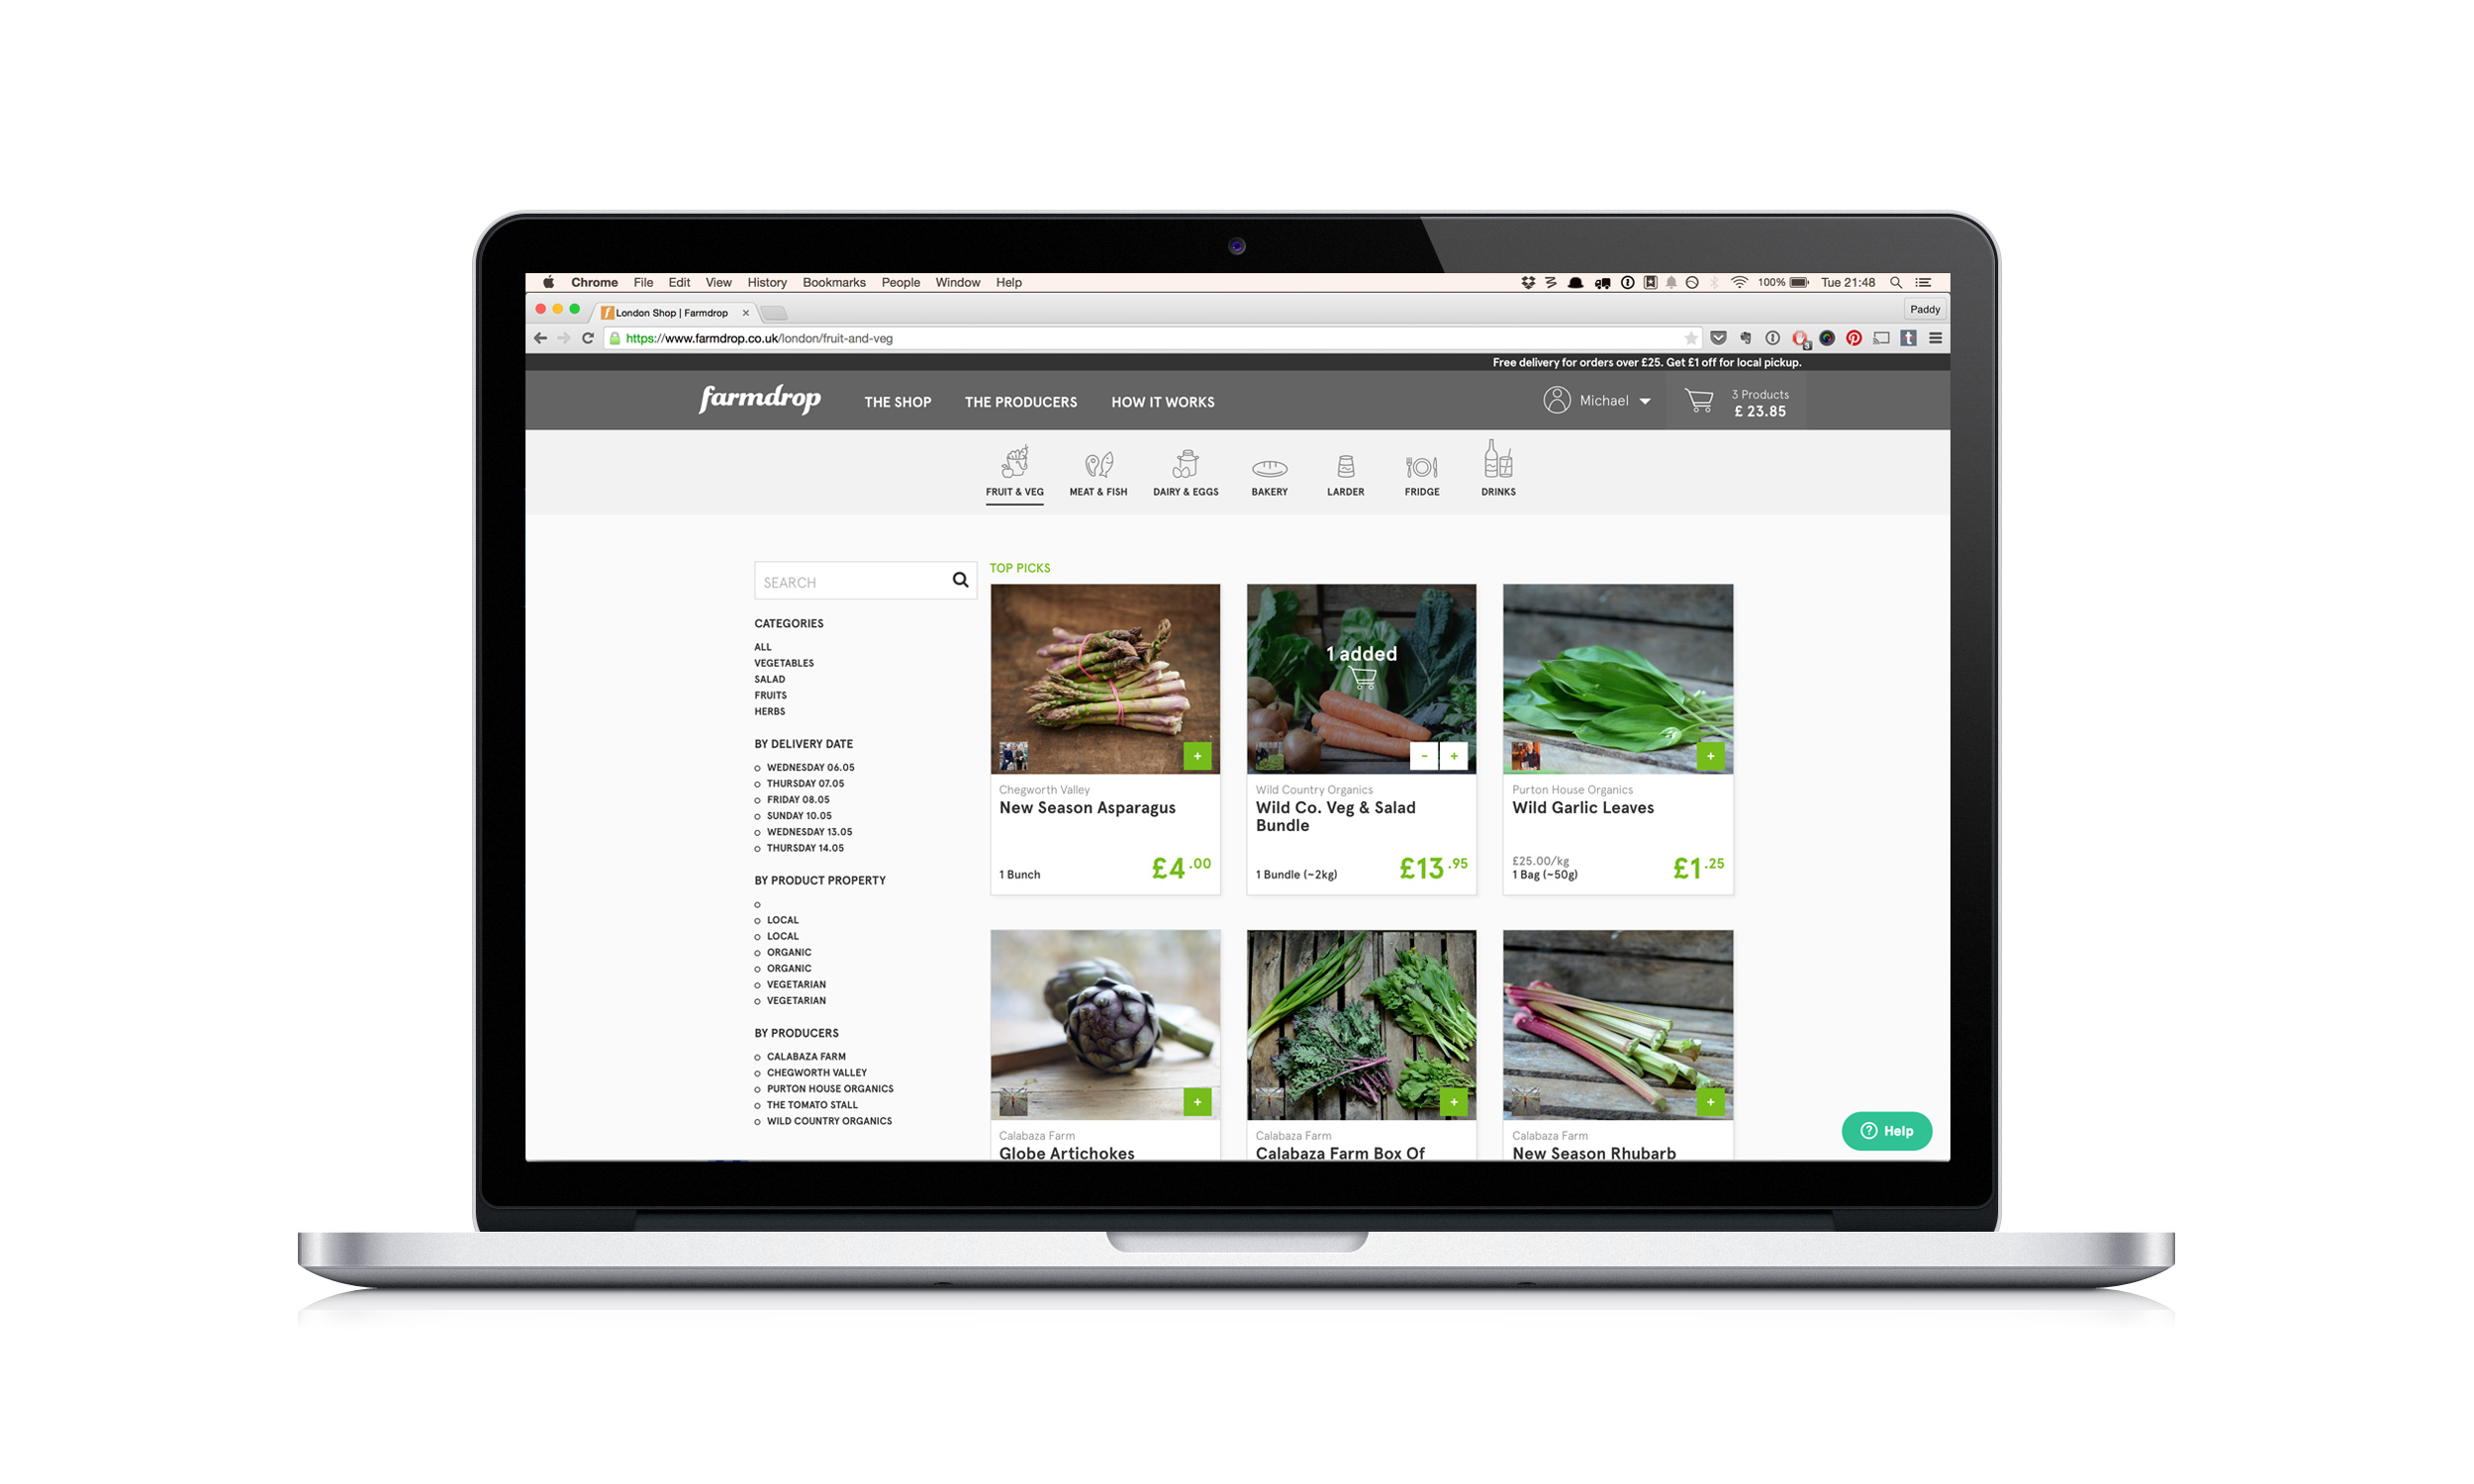 Chrome File Edit View History Bookmarks People Window Help 100% Tue 21:48
London Shop | Farmdrop Paddy
https://www.farmdrop.co.uk/london/fruit-and-veg 3
Free delivery for orders over £25. Get £1 off for local pickup.
farmdrop THE SHOP THE PRODUCERS HOW IT WORKS Michael
3 Products
£ 23.85
FRUIT & VEG MEAT & FISH DAIRY & EGGS BAKERY LARDER FRIDGE DRINKS
SEARCH
CATEGORIES
ALL
VEGETABLES
SALAD
FRUITS
HERBS
BY DELIVERY DATE
WEDNESDAY 06.05
THURSDAY 07.05
FRIDAY 08.05
SUNDAY 10.05
WEDNESDAY 13.05
THURSDAY 14.05
BY PRODUCT PROPERTY
LOCAL
LOCAL
ORGANIC
ORGANIC
VEGETARIAN
VEGETARIAN
BY PRODUCERS
CALABAZA FARM
CHEGWORTH VALLEY
PURTON HOUSE ORGANICS
THE TOMATO STALL
WILD COUNTRY ORGANICS
TOP PICKS
+
Chegworth Valley
New Season Asparagus
1 Bunch £4.00
1 added
- +
Wild Country Organics
Wild Co. Veg & Salad
Bundle
1 Bundle (~2kg) £13.95
+
Purton House Organics
Wild Garlic Leaves
£25.00/kg
1 Bag (~50g) £1.25
+
Calabaza Farm
Globe Artichokes
+
Calabaza Farm
Calabaza Farm Box Of
+
Calabaza Farm
New Season Rhubarb
? Help